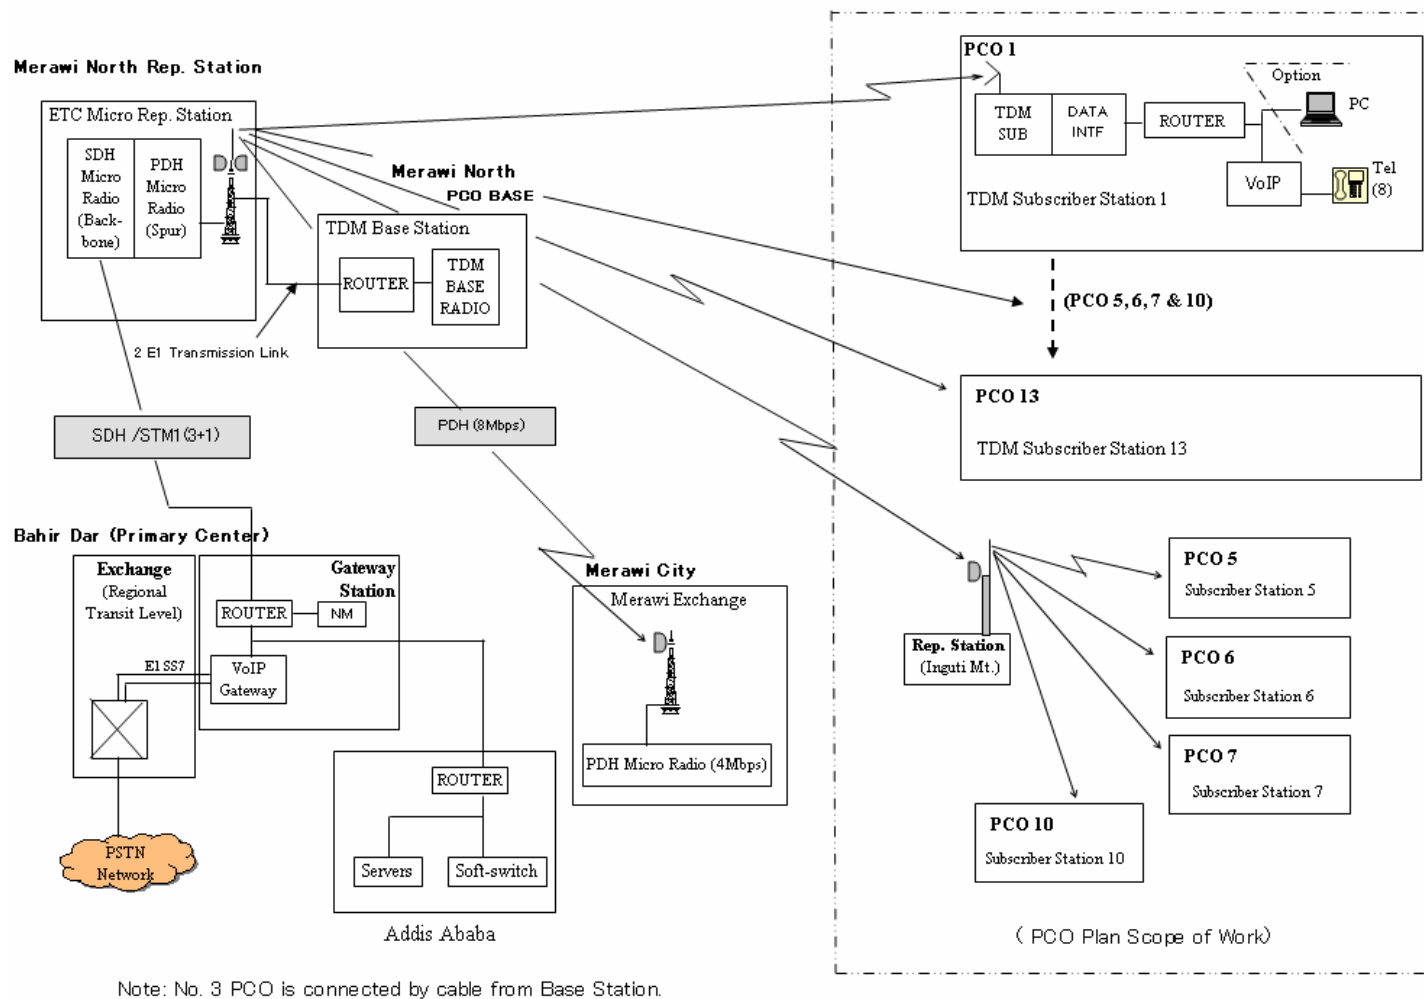 Merawi North Rep. Station
ETC Micro Rep. Station
SDH
Micro
Radio
(Back-
bone)
PDH
Micro
Radio
(Spur)
Merawi North
PCO BASE
TDM Base Station
ROUTER
TDM
BASE
RADIO
2 E1 Transmission Link
SDH /STM1(3+1)
PDH (8Mbps)
Bahir Dar (Primary Center)
Exchange
(Regional
Transit Level)
Gateway
Station
ROUTER
NM
E1 SS7
VoIP
Gateway
PSTN
Network
ROUTER
Servers
Soft-switch
Addis Ababa
Merawi City
Merawi Exchange
PDH Micro Radio (4Mbps)
PCO 1
TDM
SUB
DATA
INTF
ROUTER
Option
PC
VoIP
Tel
(8)
TDM Subscriber Station 1
(PCO 5, 6, 7 & 10)
PCO 13
TDM Subscriber Station 13
Rep. Station
(Inguti Mt.)
PCO 5
Subscriber Station 5
PCO 6
Subscriber Station 6
PCO 7
Subscriber Station 7
PCO 10
Subscriber Station 10
( PCO Plan Scope of Work)
Note: No. 3 PCO is connected by cable from Base Station.